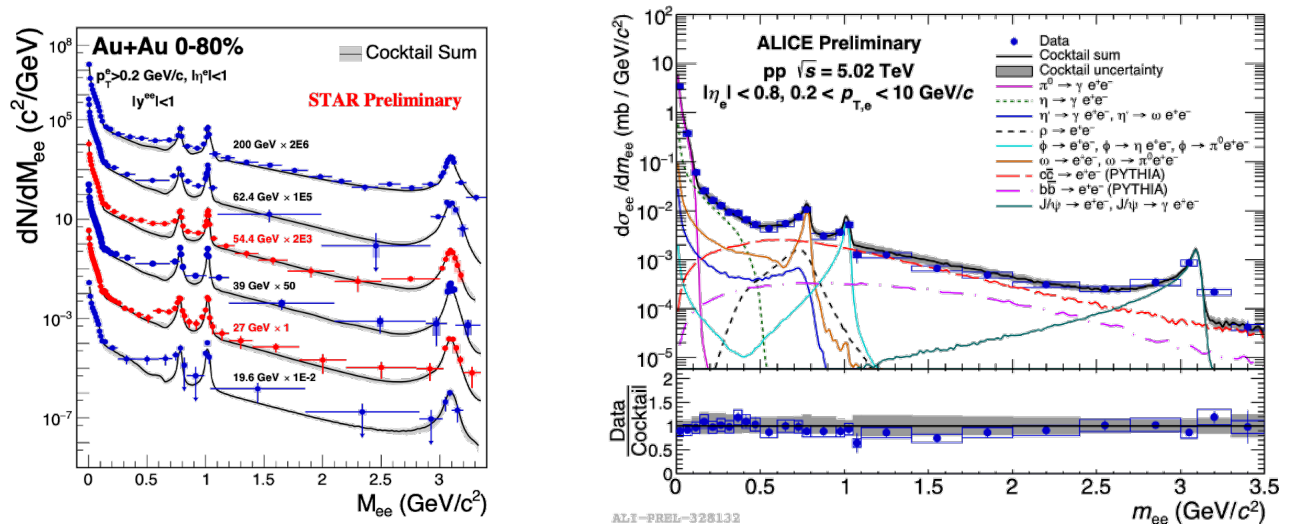 Au+Au 0-80%
p_T^e>0.2 GeV/c, |η^e|<1
|y^ee|<1
Cocktail Sum
STAR Preliminary
200 GeV × 2E6
62.4 GeV × 1E5
54.4 GeV × 2E3
39 GeV × 50
27 GeV × 1
19.6 GeV × 1E-2
dN/dM_ee (c²/GeV)
10⁸
10⁵
10²
10
10⁻³
10⁻⁷
0 0.5 1 1.5 2 2.5 3
M_ee (GeV/c²)
ALICE Preliminary
pp √s = 5.02 TeV
|η_e| < 0.8, 0.2 < p_T,e < 10 GeV/c
Data
Cocktail sum
Cocktail uncertainty
π⁰ → γ e⁺e⁻
η → γ e⁺e⁻
η' → γ e⁺e⁻, η' → ω e⁺e⁻
ρ → e⁺e⁻
ϕ → e⁺e⁻, ϕ → η e⁺e⁻, ϕ → π⁰e⁺e⁻
ω → e⁺e⁻, ω → π⁰e⁺e⁻
cc̄ → e⁺e⁻ (PYTHIA)
bb̄ → e⁺e⁻ (PYTHIA)
J/ψ → e⁺e⁻, J/ψ → γ e⁺e⁻
dσ_ee/dm_ee (mb / GeV/c²)
10²
10
1
10⁻¹
10⁻²
10⁻³
10⁻⁴
10⁻⁵
Data
Cocktail
2
1.5
1
0.5
0
0 0.5 1 1.5 2 2.5 3 3.5
m_ee (GeV/c²)
ALI-PREL-328132